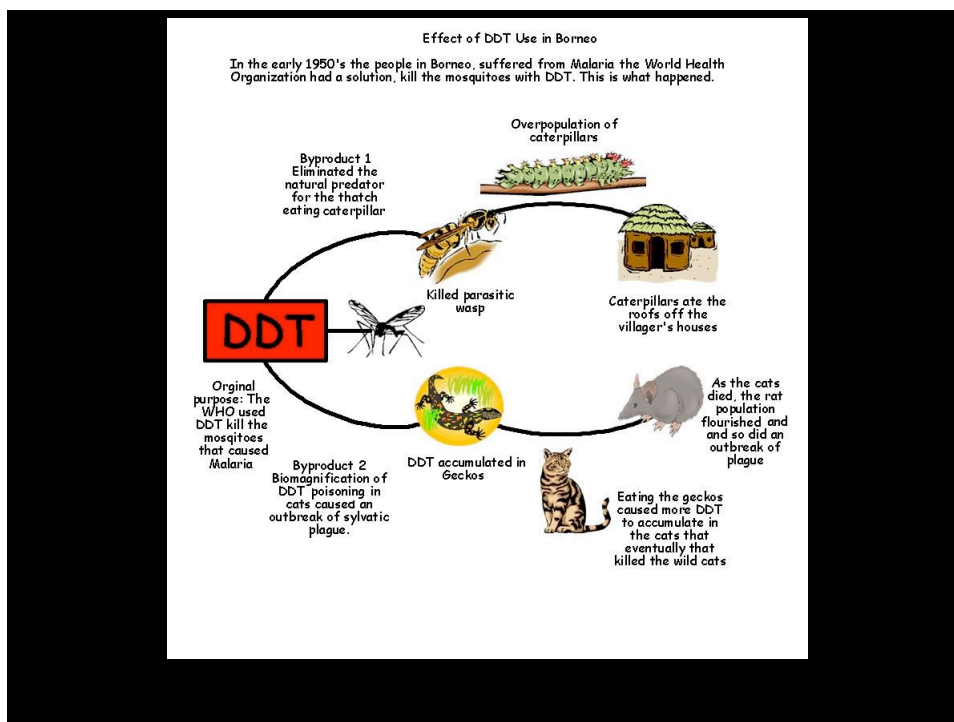 Effect of DDT Use in Borneo
In the early 1950's the people in Borneo, suffered from Malaria the World Health
Organization had a solution, kill the mosquitoes with DDT. This is what happened.
Overpopulation of
caterpillars
Byproduct 1
Eliminated the
natural predator
for the thatch
eating caterpillar
Killed parasitic
wasp
Caterpillars ate the
roofs off the
villager's houses
DDT
Orginal
purpose: The
WHO used
DDT kill the
mosqitoes
that caused
Malaria
Byproduct 2
Biomagnification of
DDT poisoning in
cats caused an
outbreak of sylvatic
plague.
DDT accumulated in
Geckos
As the cats
died, the rat
population
flourished and
and so did an
outbreak of
plague
Eating the geckos
caused more DDT
to accumulate in
the cats that
eventually that
killed the wild cats